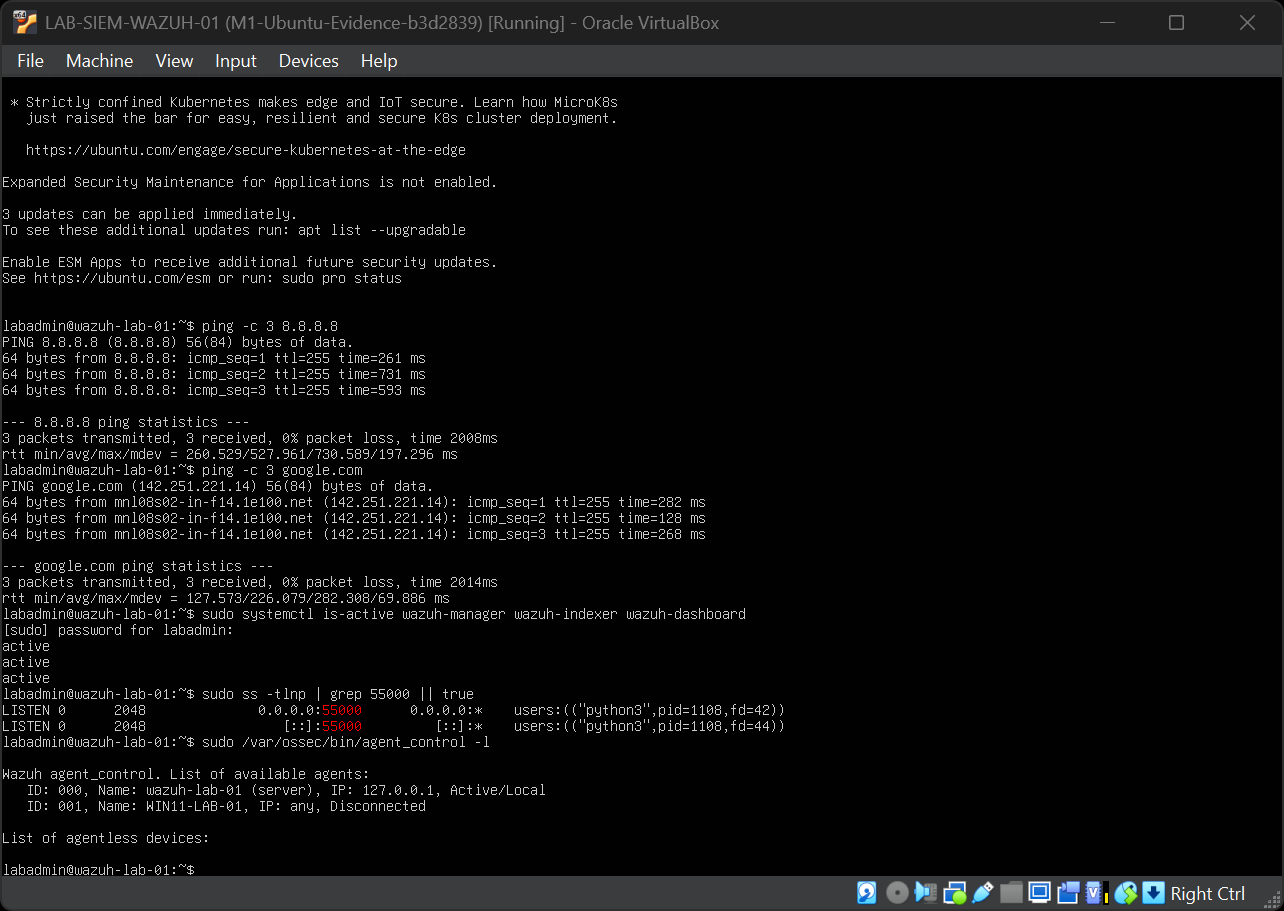 LAB-SIEM-WAZUH-01 (M1-Ubuntu-Evidence-b3d2839) [Running] - Oracle VirtualBox
File Machine View Input Devices Help
* Strictly confined Kubernetes makes edge and IoT secure. Learn how MicroK8s
just raised the bar for easy, resilient and secure K8s cluster deployment.
https://ubuntu.com/engage/secure-kubernetes-at-the-edge
Expanded Security Maintenance for Applications is not enabled.
3 updates can be applied immediately.
To see these additional updates run: apt list --upgradable
Enable ESM Apps to receive additional future security updates.
See https://ubuntu.com/esm or run: sudo pro status
labadmin@wazuh-lab-01:~$ ping -c 3 8.8.8.8
PING 8.8.8.8 (8.8.8.8) 56(84) bytes of data.
64 bytes from 8.8.8.8: icmp_seq=1 ttl=255 time=261 ms
64 bytes from 8.8.8.8: icmp_seq=2 ttl=255 time=731 ms
64 bytes from 8.8.8.8: icmp_seq=3 ttl=255 time=593 ms
--- 8.8.8.8 ping statistics ---
3 packets transmitted, 3 received, 0% packet loss, time 2008ms
rtt min/avg/max/mdev = 260.529/527.961/730.589/197.296 ms
labadmin@wazuh-lab-01:~$ ping -c 3 google.com
PING google.com (142.251.221.14) 56(84) bytes of data.
64 bytes from mnl08s02-in-f14.1e100.net (142.251.221.14): icmp_seq=1 ttl=255 time=282 ms
64 bytes from mnl08s02-in-f14.1e100.net (142.251.221.14): icmp_seq=2 ttl=255 time=128 ms
64 bytes from mnl08s02-in-f14.1e100.net (142.251.221.14): icmp_seq=3 ttl=255 time=268 ms
--- google.com ping statistics ---
3 packets transmitted, 3 received, 0% packet loss, time 2014ms
rtt min/avg/max/mdev = 127.573/226.079/282.308/69.886 ms
labadmin@wazuh-lab-01:~$ sudo systemctl is-active wazuh-manager wazuh-indexer wazuh-dashboard
[sudo] password for labadmin:
active
active
active
labadmin@wazuh-lab-01:~$ sudo ss -tlnp | grep 55000 || true
LISTEN 0 2048 0.0.0.0:55000 0.0.0.0:* users:(("python3",pid=1108,fd=42))
LISTEN 0 2048 [::]:55000 [::]:* users:(("python3",pid=1108,fd=44))
labadmin@wazuh-lab-01:~$ sudo /var/ossec/bin/agent_control -l
Wazuh agent_control. List of available agents:
ID: 000, Name: wazuh-lab-01 (server), IP: 127.0.0.1, Active/Local
ID: 001, Name: WIN11-LAB-01, IP: any, Disconnected
List of agentless devices:
labadmin@wazuh-lab-01:~$
Right Ctrl